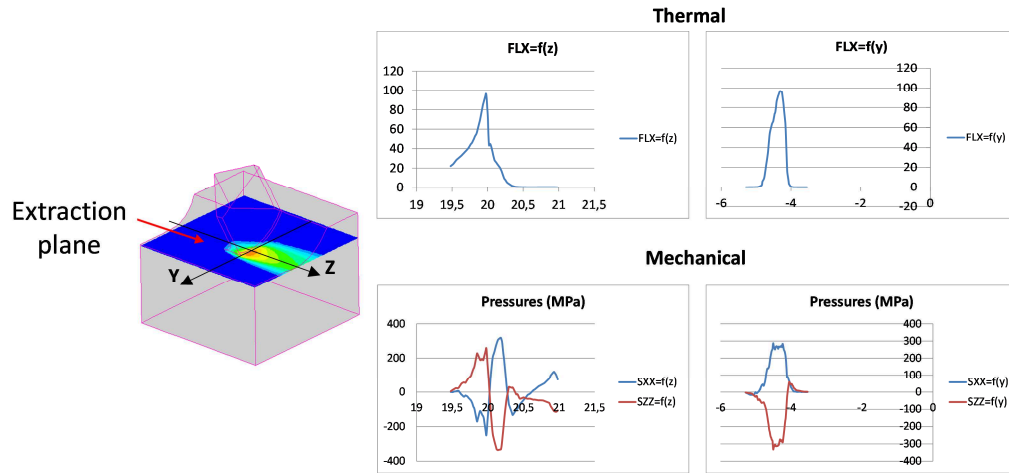 Thermal
FLX=f(z)
120
100
80
60
40
20
0
19 19,5 20 20,5 21 21,5
FLX=f(z)
FLX=f(y)
120
100
80
60
40
20
0
-20
-6 -4 -2 0
FLX=f(y)
Extraction
plane
Y
Z
Mechanical
Pressures (MPa)
400
200
0
-200
-400
19 19,5 20 20,5 21 21,5
SXX=f(z)
SZZ=f(z)
Pressures (MPa)
400
300
200
100
0
-100
-200
-300
-400
-6 -4 -2 0
SXX=f(y)
SZZ=f(y)